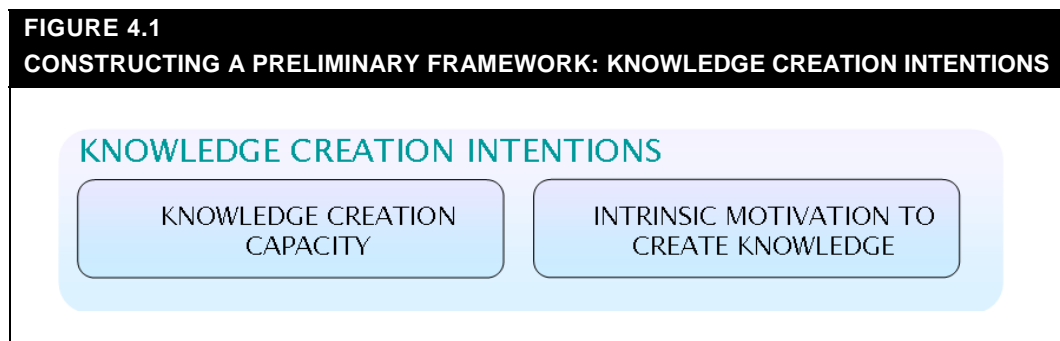 FIGURE 4.1
CONSTRUCTING A PRELIMINARY FRAMEWORK: KNOWLEDGE CREATION INTENTIONS
KNOWLEDGE CREATION INTENTIONS
KNOWLEDGE CREATION
CAPACITY
INTRINSIC MOTIVATION TO
CREATE KNOWLEDGE